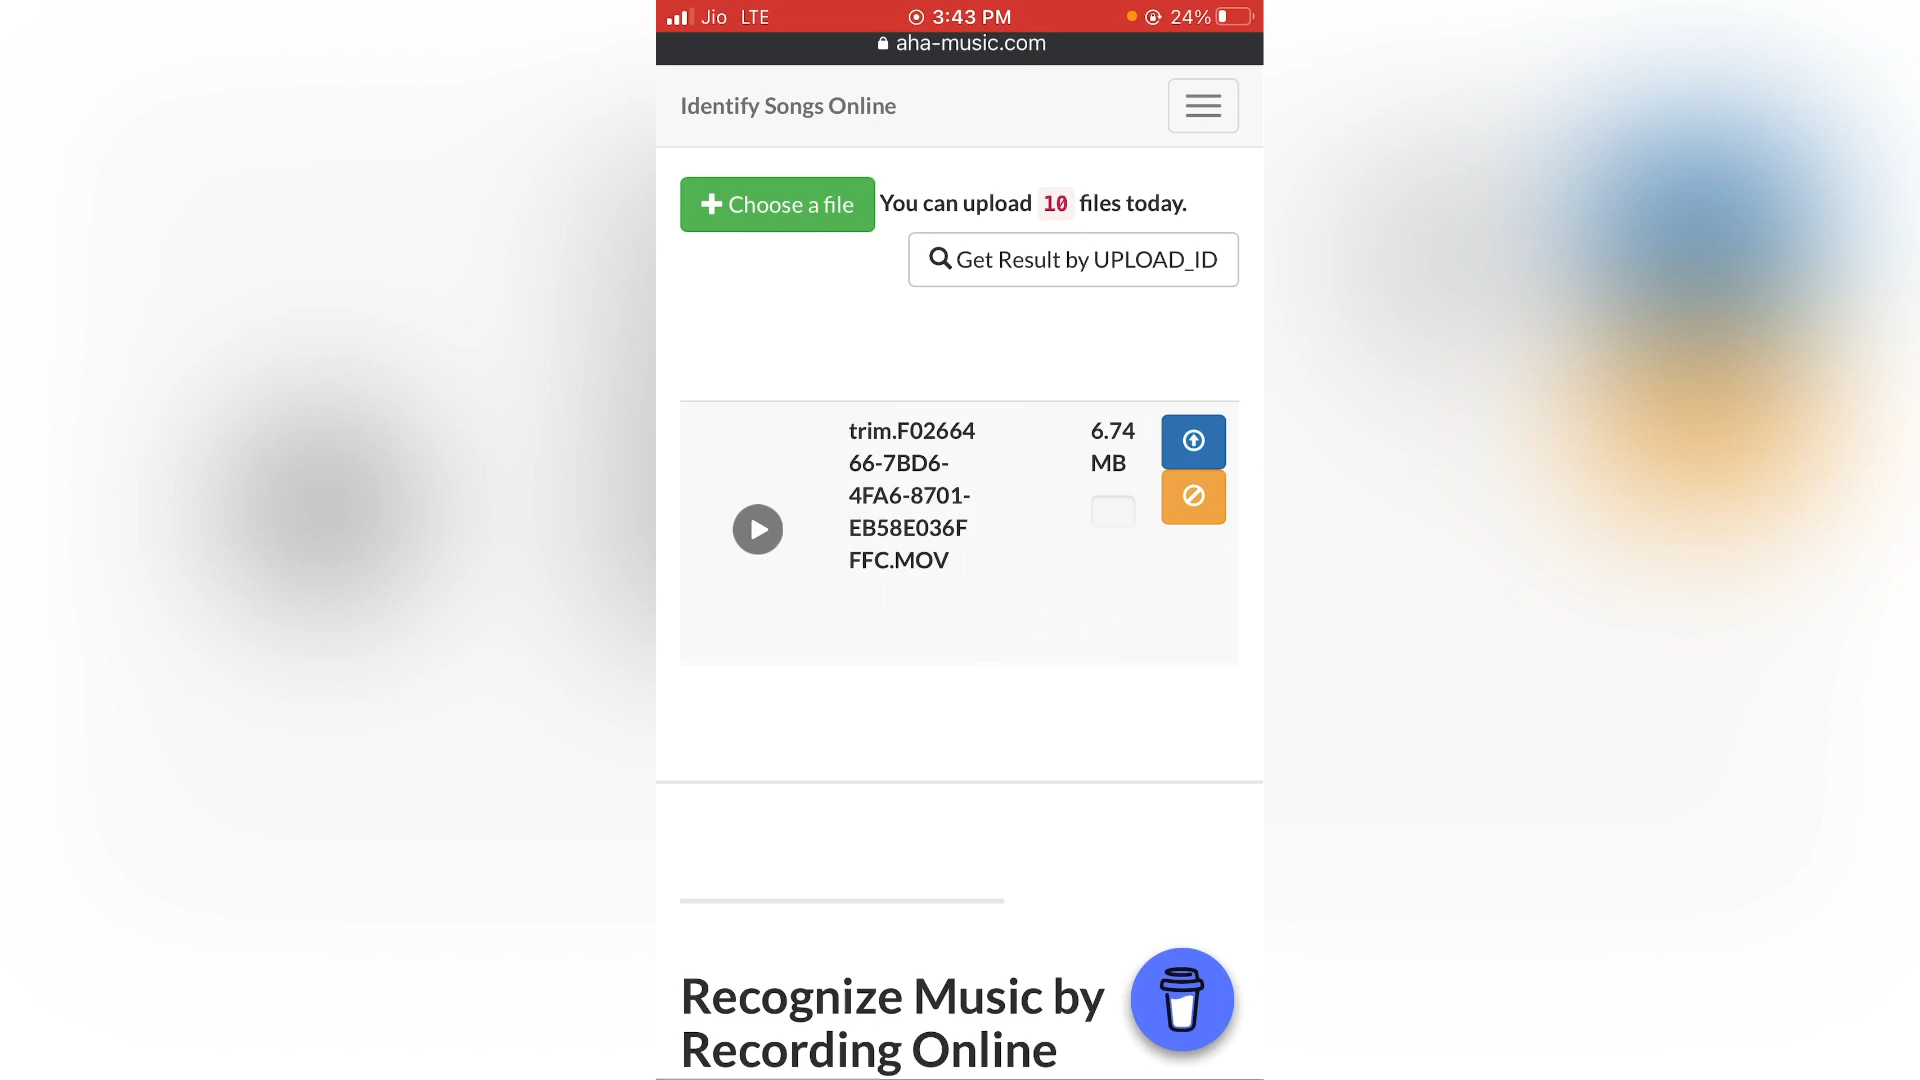 Jio LTE 3:43 PM 24%
aha-music.com
Identify Songs Online
Choose a file You can upload 10 files today.
Get Result by UPLOAD_ID
trim.F02664
66-7BD6-
4FA6-8701-
EB58E036F
FFC.MOV
6.74
MB
Recognize Music by
Recording Online